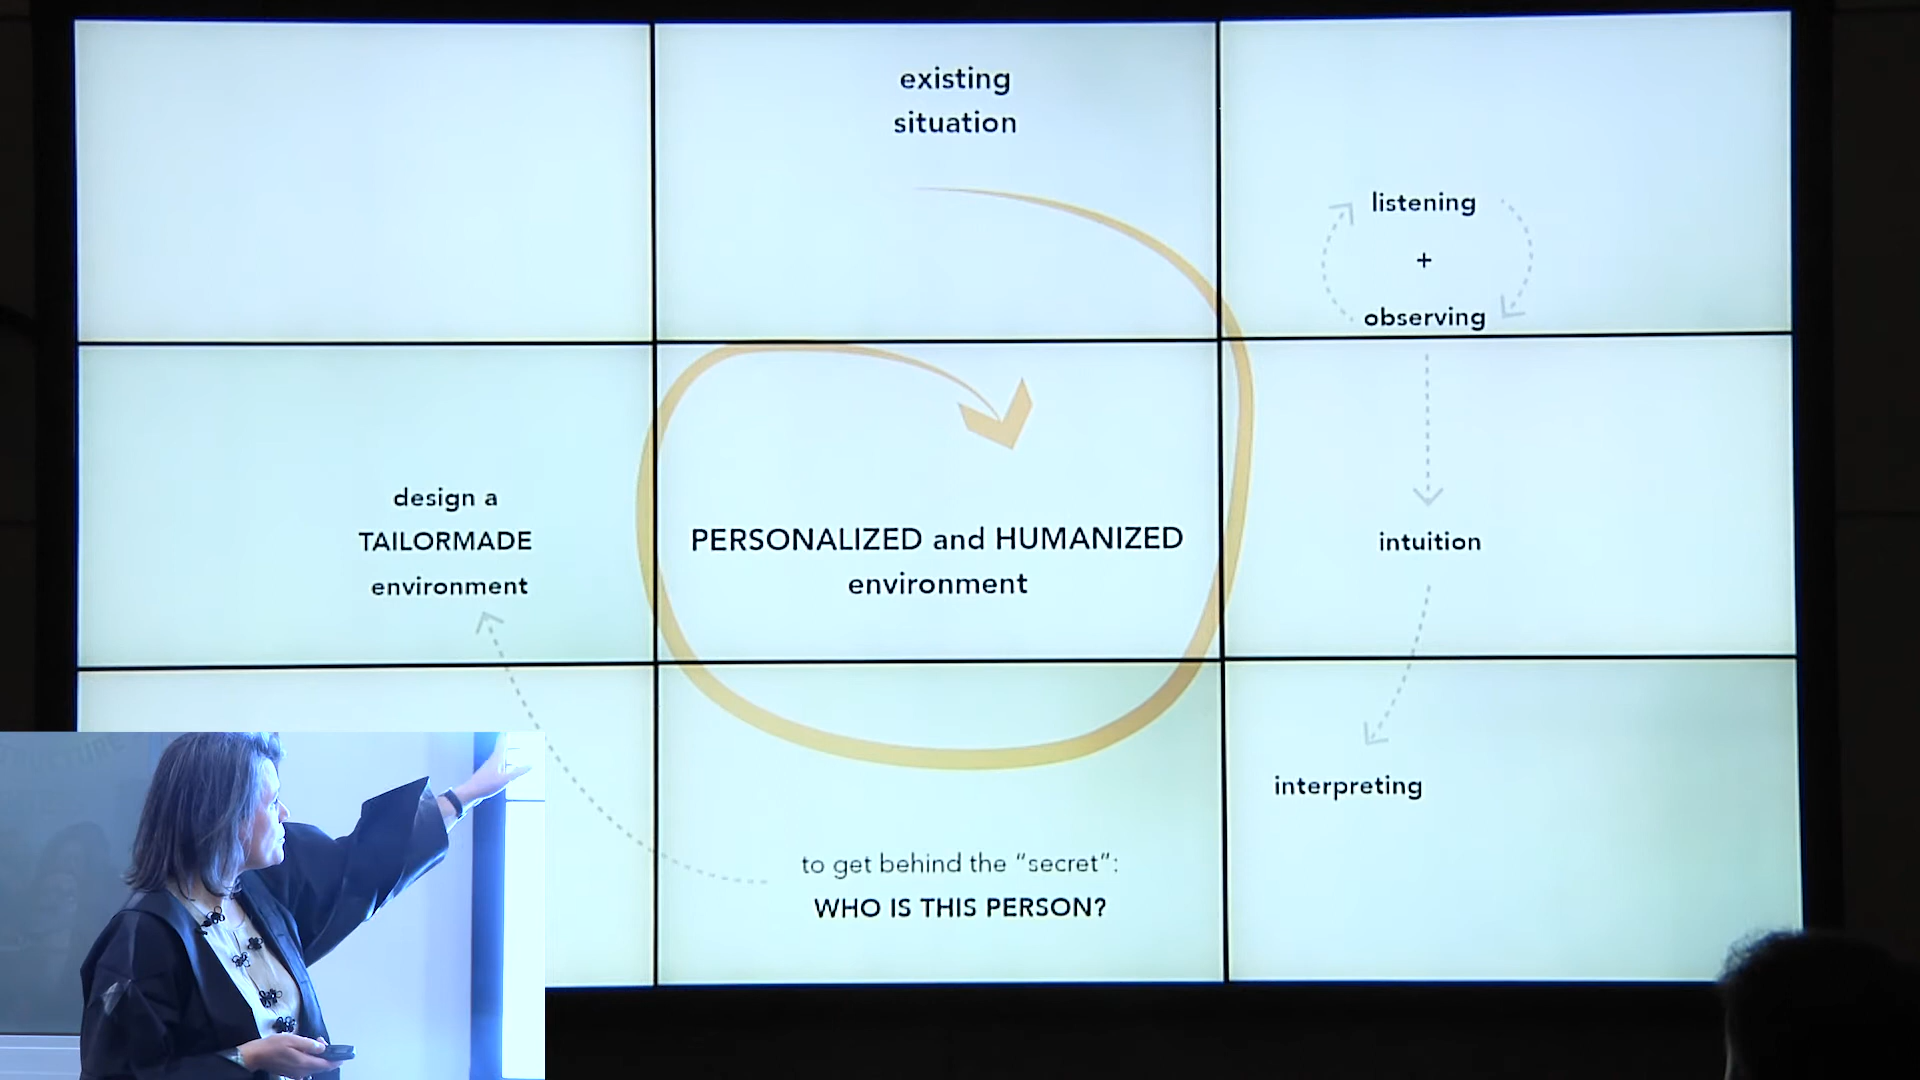 existing
situation
listening
+
observing
intuition
interpreting
to get behind the “secret”:
WHO IS THIS PERSON?
design a
TAILORMADE
environment
PERSONALIZED and HUMANIZED
environment